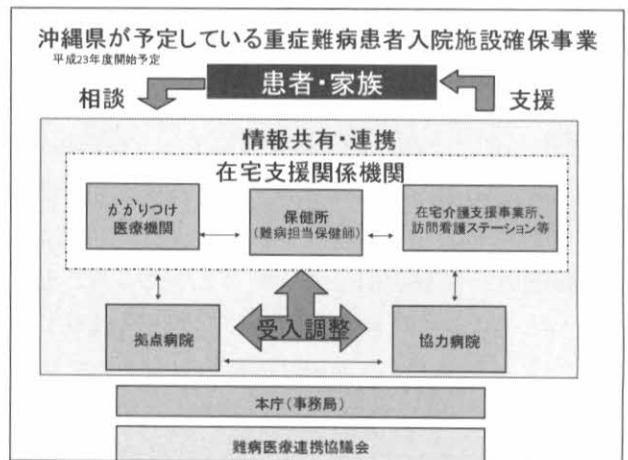 沖縄県が予定している重症難病患者入院施設確保事業
平成23年度開始予定
患者・家族
相談
支援
情報共有・連携
在宅支援関係機関
かかりつけ
医療機関
保健所
(難病担当保健師)
在宅介護支援事業所、
訪問看護ステーション等
受入調整
拠点病院
協力病院
本庁(事務局)
難病医療連携協議会